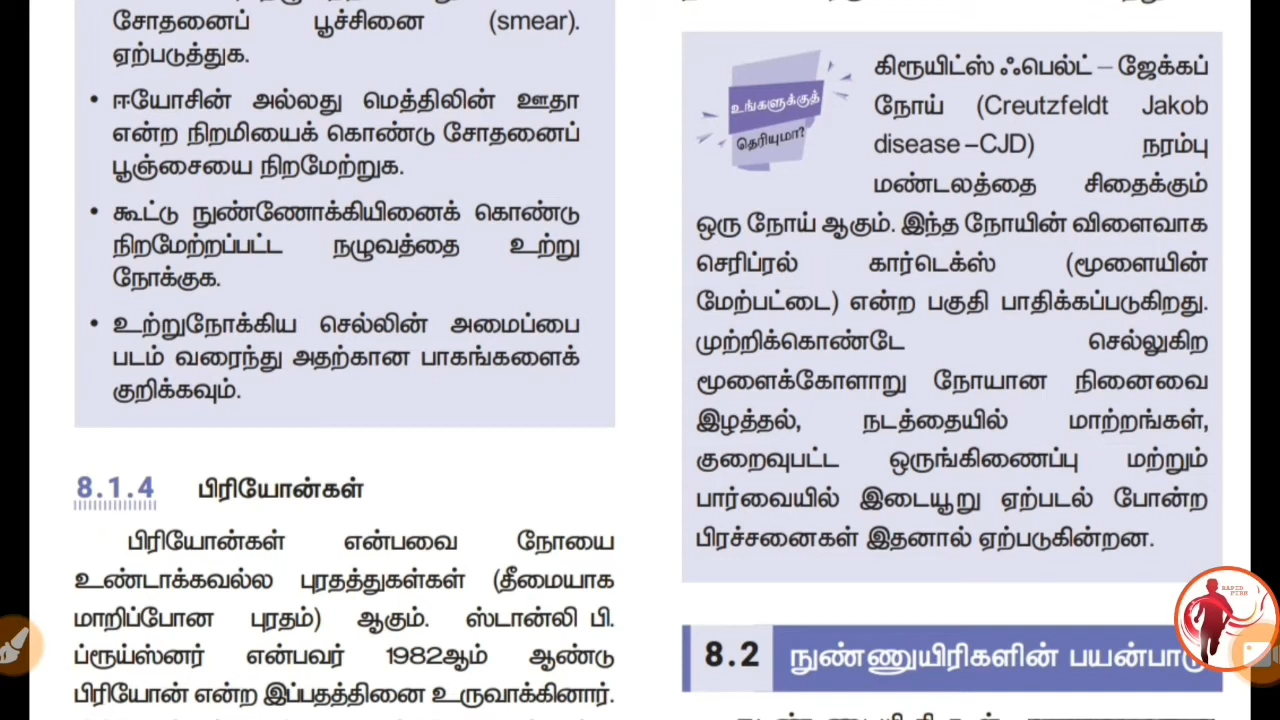 சோதனைப் பூச்சினை (smear).
ஏற்படுத்துக.
• ஈயோசின் அல்லது மெத்திலின் ஊதா
என்ற நிறமியைக் கொண்டு சோதனைப்
பூஞ்சையை நிறமேற்றுக.
• கூட்டு நுண்ணோக்கியினைக் கொண்டு
நிறமேற்றப்பட்ட நழுவத்தை உற்று
நோக்குக.
• உற்றுநோக்கிய செல்லின் அமைப்பை
படம் வரைந்து அதற்கான பாகங்களைக்
குறிக்கவும்.
8.1.4 பிரியோன்கள்
பிரியோன்கள் என்பவை நோயை
உண்டாக்கவல்ல புரதத்துகள்கள் (தீமையாக
மாறிப்போன புரதம்) ஆகும். ஸ்டான்லி பி.
ப்ரூய்ஸ்னர் என்பவர் 1982ஆம் ஆண்டு
பிரியோன் என்ற இப்பதத்தினை உருவாக்கினார்.
உங்களுக்குத்
தெரியுமா?
கிரூயிட்ஸ் ஃபெல்ட் – ஜேக்கப்
நோய் (Creutzfeldt Jakob
disease –CJD) நரம்பு
மண்டலத்தை சிதைக்கும்
ஒரு நோய் ஆகும். இந்த நோயின் விளைவாக
செரிப்ரல் கார்டெக்ஸ் (மூளையின்
மேற்பட்டை) என்ற பகுதி பாதிக்கப்படுகிறது.
முற்றிக்கொண்டே செல்லுகிற
மூளைக்கோளாறு நோயான நினைவை
இழத்தல், நடத்தையில் மாற்றங்கள்,
குறைவுபட்ட ஒருங்கிணைப்பு மற்றும்
பார்வையில் இடையூறு ஏற்படல் போன்ற
பிரச்சனைகள் இதனால் ஏற்படுகின்றன.
RAPID
8.2 நுண்ணுயிரிகளின் பயன்பாடு